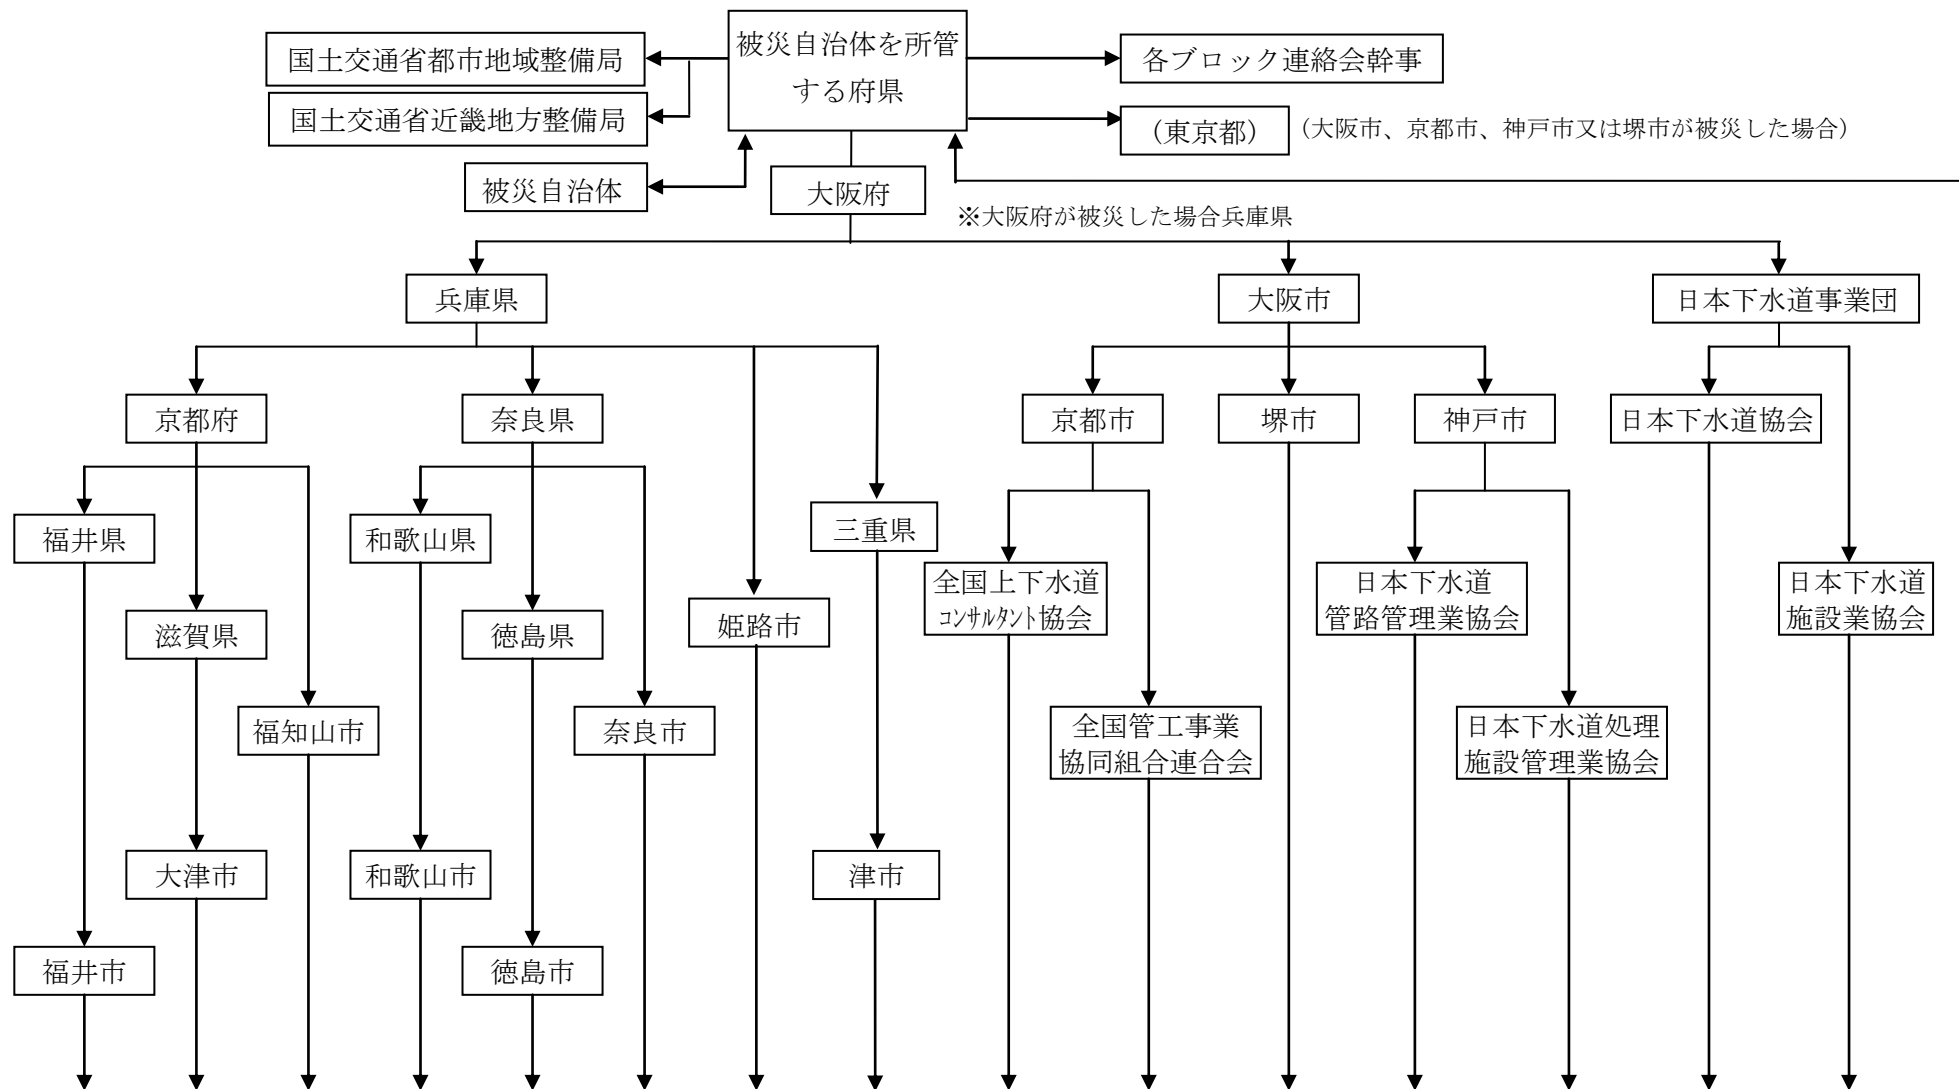 国土交通省都市地域整備局
被災自治体を所管
する府県
各ブロック連絡会幹事
国土交通省近畿地方整備局
（東京都）
（大阪市、京都市、神戸市又は堺市が被災した場合）
被災自治体
大阪府
※大阪府が被災した場合兵庫県
兵庫県
大阪市
日本下水道事業団
京都府
奈良県
京都市
堺市
神戸市
日本下水道協会
福井県
和歌山県
三重県
全国上下水道
ｺﾝｻﾙﾀﾝﾄ協会
日本下水道
管路管理業協会
日本下水道
施設業協会
滋賀県
徳島県
姫路市
福知山市
奈良市
全国管工事業
協同組合連合会
日本下水道処理
施設管理業協会
大津市
和歌山市
津市
福井市
徳島市